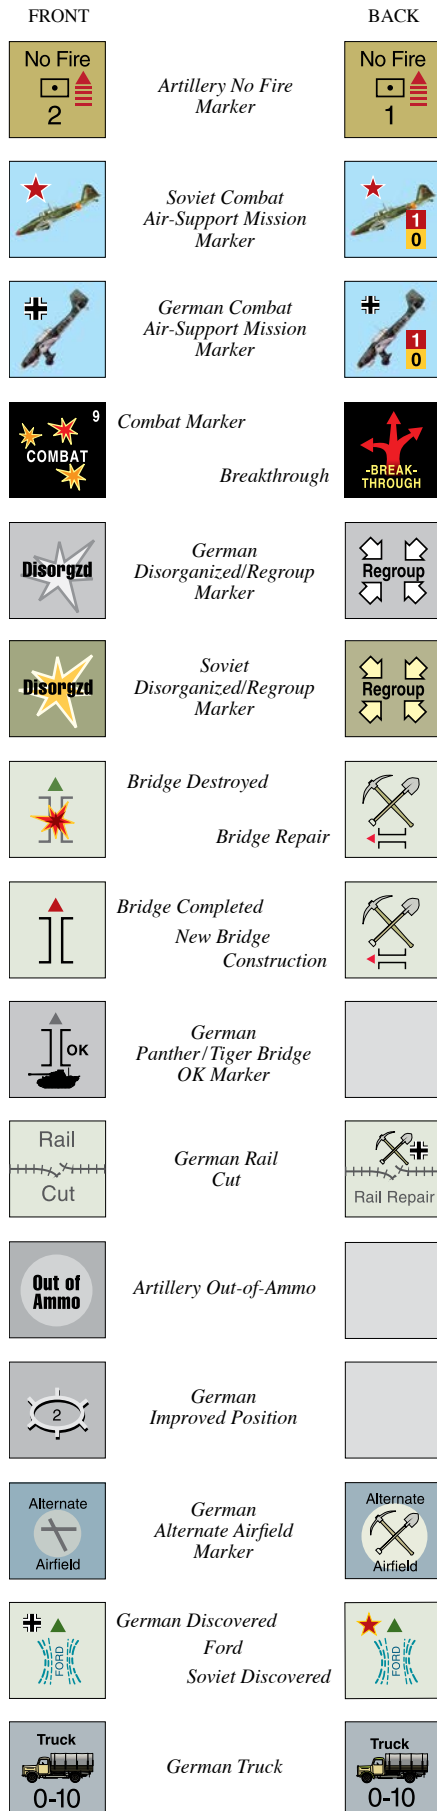 FRONT
BACK
No Fire
2
Artillery No Fire
Marker
No Fire
1
Soviet Combat
Air-Support Mission
Marker
1
0
German Combat
Air-Support Mission
Marker
1
0
9
COMBAT
Combat Marker
Breakthrough
-BREAK-
THROUGH
Disorgzd
German
Disorganized/Regroup
Marker
Regroup
Disorgzd
Soviet
Disorganized/Regroup
Marker
Regroup
Bridge Destroyed
Bridge Repair
Bridge Completed
New Bridge
Construction
OK
German
Panther/Tiger Bridge
OK Marker
Rail
Cut
German Rail
Cut
Rail Repair
Out of
Ammo
Artillery Out-of-Ammo
2
German
Improved Position
Alternate
Airfield
German
Alternate Airfield
Marker
Alternate
Airfield
FORD
German Discovered
Ford
Soviet Discovered
FORD
Truck
0-10
German Truck
Truck
0-10